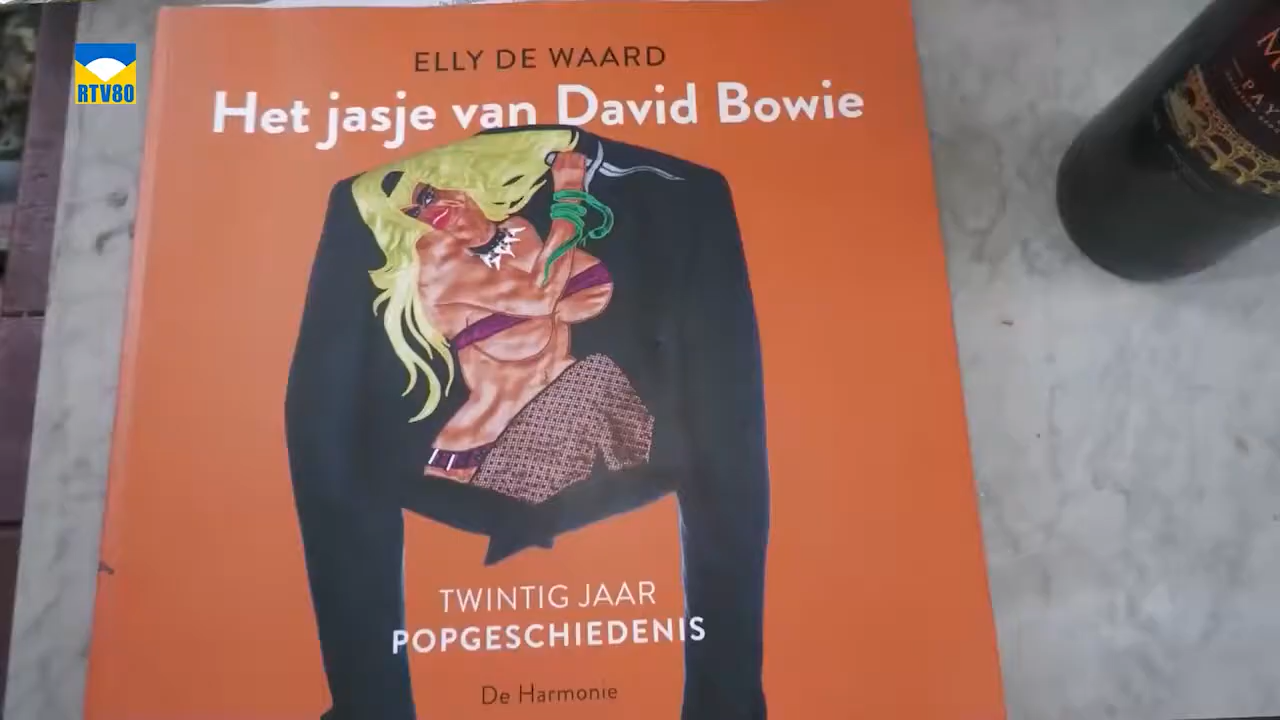 RTV80
ELLY DE WAARD
Het jasje van David Bowie
TWINTIG JAAR
POPGESCHIEDENIS
De Harmonie